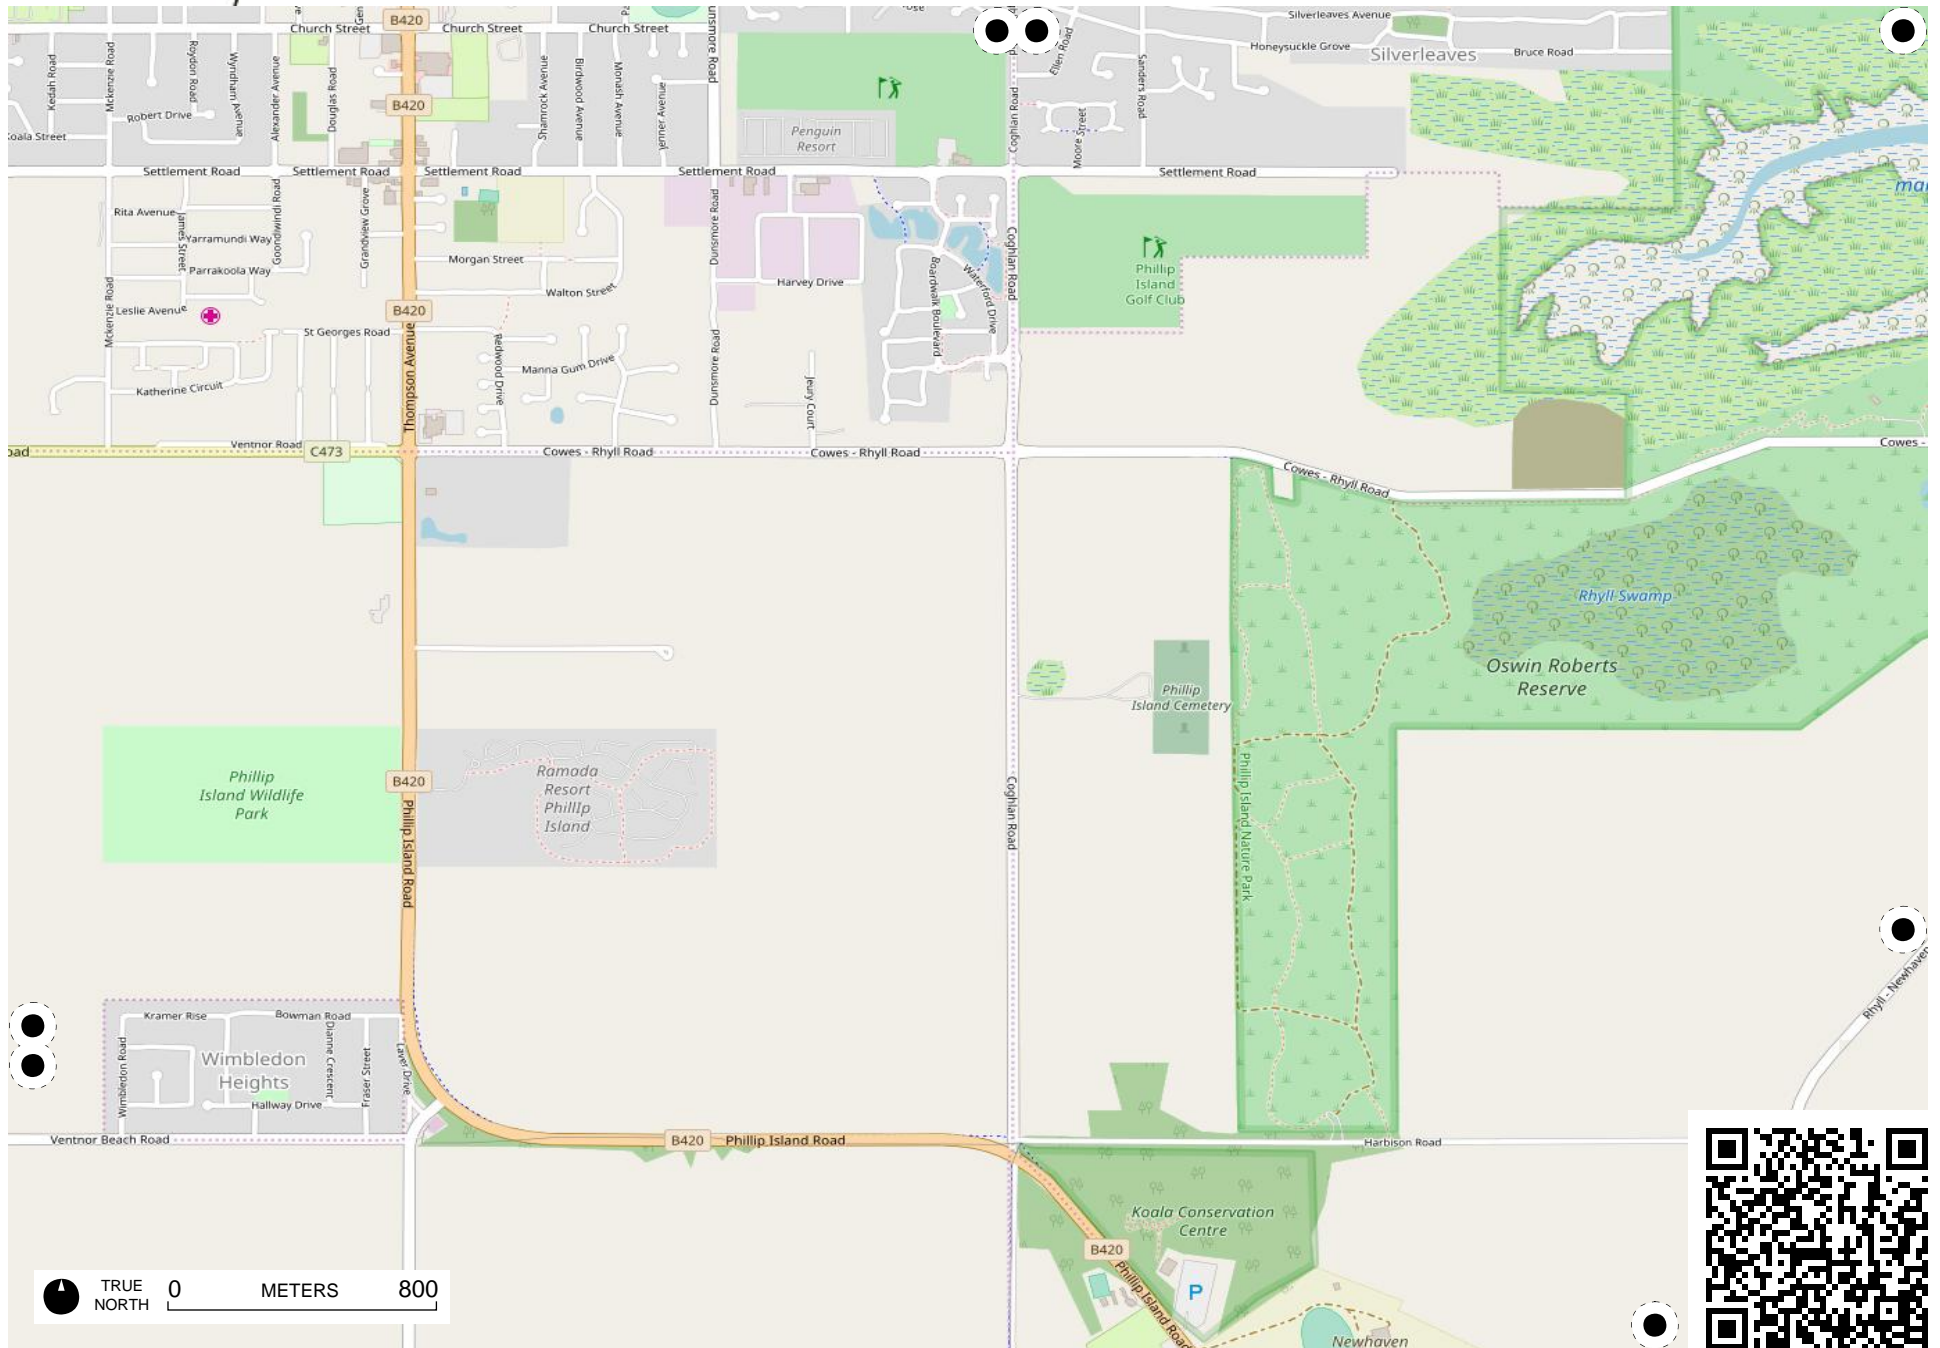 Church Street
B420
Church Street
Church Street
Silverleaves Avenue
Honeysuckle Grove
Bruce Road
Silverleaves
Ellen Road
Sanders Road
Kedah Road
Mckenzie Road
Roydon Road
Wyndham Avenue
Alexander Avenue
Douglas Road
B420
Shamrock Avenue
Birdwood Avenue
Monash Avenue
Robert Drive
Penguin
Resort
Coghlan Road
Moore Street
Settlement Road
Settlement Road
Settlement Road
Settlement Road
Settlement Road
Rita Avenue
James Street
Yarramundi Way
Goondiwindi Road
Grandview Grove
Parrakoola Way
Mckenzie Road
Leslie Avenue
B420
Morgan Street
Walton Street
Dunsmore Road
Harvey Drive
Boardwalk Boulevard
Waterford Drive
Coghlan Road
Phillip
Island
Golf Club
St Georges Road
Thompson Avenue
Redwood Drive
Manna Gum Drive
Dunsmore Road
Jeury Court
Katherine Circuit
Ventnor Road
C473
Cowes - Rhyll Road
Cowes - Rhyll Road
Cowes - Rhyll Road
Cowes -
Rhyll Swamp
Oswin Roberts
Reserve
Phillip
Island Cemetery
Phillip
Island Wildlife
Park
B420
Phillip Island Road
Ramada
Resort
PhillIp
Island
Coghlan Road
Phillip Island Nature Park
Rhyll - Newhaven
Kramer Rise
Bowman Road
Wimbledon Road
Wimbledon
Heights
Dianne Crescent
Fraser Street
Laver Drive
Hallway Drive
Ventnor Beach Road
B420
Phillip Island Road
Harbison Road
Koala Conservation
Centre
B420
Phillip Island Road
P
Newhaven
TRUE
NORTH
0
METERS
800